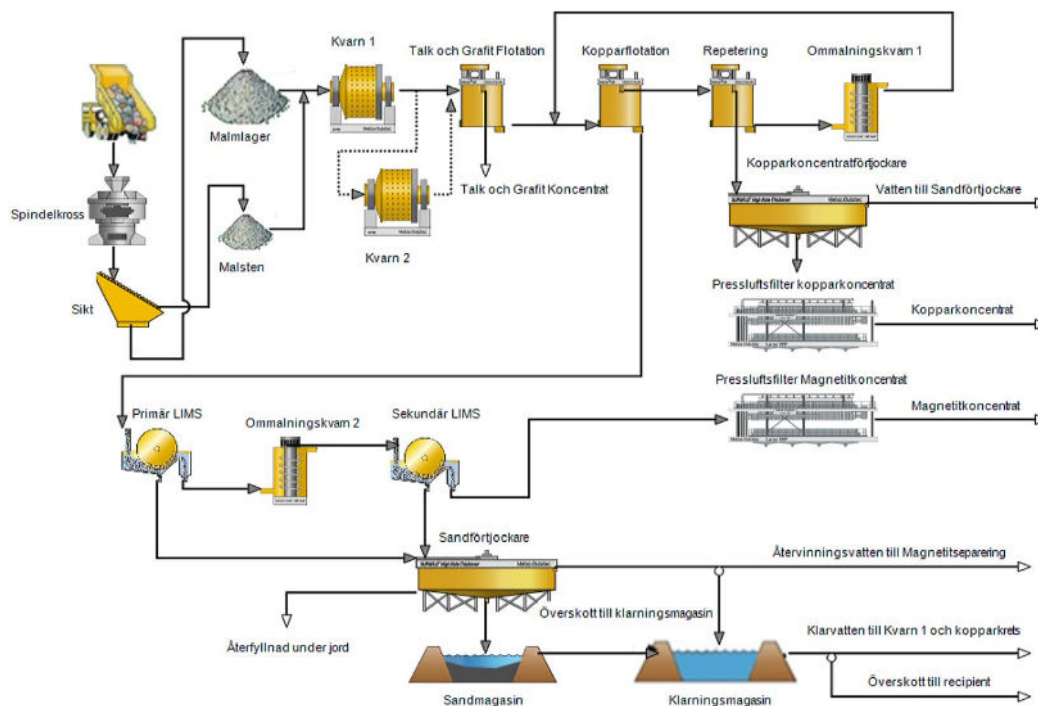 Kvarn 1
Talk och Grafit Flotation
Kopparflotation
Repetering
Ommalningskvarn 1
Malmlager
Kopparkoncentratförtjockare
Talk och Grafit Koncentrat
Vatten till Sandförtjockare
Spindelkross
Kvarn 2
Malsten
Pressluftsfilter kopparkoncentrat
Sikt
Kopparkoncentrat
Pressluftsfilter Magnetitkoncentrat
Primär LIMS
Ommalningskvarn 2
Sekundär LIMS
Magnetitkoncentrat
Sandförtjockare
Återvinningsvatten till Magnetitseparering
Överskott till klarningsmagasin
Återfyllnad under jord
Klarvatten till Kvarn 1 och kopparkrets
Överskott till recipient
Sandmagasin
Klarningsmagasin